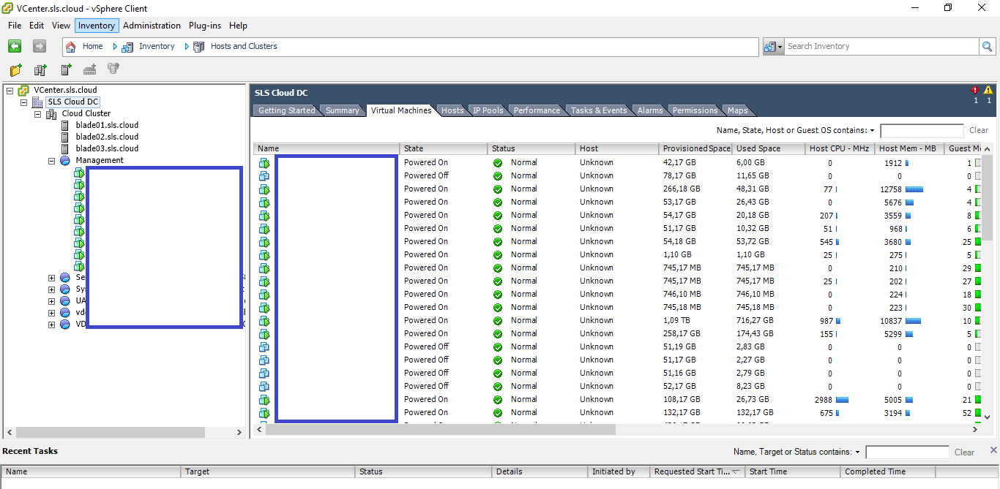 VCenter.sls.cloud - vSphere Client
File Edit View Inventory Administration Plug-ins Help
Home Inventory Hosts and Clusters Search Inventory
VCenter.sls.cloud
SLS Cloud DC
Cloud Cluster
blade01.sls.cloud
blade02.sls.cloud
blade03.sls.cloud
Management
UA
VD
SLS Cloud DC
1 1
Getting Started Summary Virtual Machines Hosts IP Pools Performance Tasks & Events Alarms Permissions Maps
Name, State, Host or Guest OS contains: Clear
Name State Status Host Provisioned Space Used Space Host CPU - MHz Host Mem - MB Guest M
Powered On Normal Unknown 42,17 GB 6,00 GB 0 1912 1
Powered Off Normal Unknown 78,17 GB 11,65 GB 0 0 0
Powered On Normal Unknown 266,18 GB 48,31 GB 77 12758 4
Powered On Normal Unknown 53,17 GB 26,43 GB 0 5676 4
Powered On Normal Unknown 54,17 GB 20,18 GB 207 3559 8
Powered On Normal Unknown 51,17 GB 10,32 GB 51 968 6
Powered On Normal Unknown 54,18 GB 53,72 GB 545 3680 25
Powered On Normal Unknown 1,10 GB 1,10 GB 25 275 5
Powered On Normal Unknown 745,17 MB 745,17 MB 0 210 29
Powered On Normal Unknown 745,17 MB 745,17 MB 25 202 27
Powered On Normal Unknown 746,10 MB 746,10 MB 0 224 18
Powered On Normal Unknown 745,18 MB 745,18 MB 0 223 30
Powered On Normal Unknown 1,09 TB 716,27 GB 987 10837 10
Powered On Normal Unknown 258,17 GB 174,43 GB 155 5299 5
Powered Off Normal Unknown 51,19 GB 2,83 GB 0 0 0
Powered Off Normal Unknown 51,17 GB 2,27 GB 0 0 0
Powered Off Normal Unknown 51,16 GB 2,79 GB 0 0 0
Powered Off Normal Unknown 52,17 GB 8,23 GB 0 0 0
Powered On Normal Unknown 108,17 GB 26,73 GB 2988 5005 21
Powered On Normal Unknown 132,17 GB 132,17 GB 675 3194 52
Recent Tasks Name, Target or Status contains: Clear
Name Target Status Details Initiated by Requested Start Ti... Start Time Completed Time